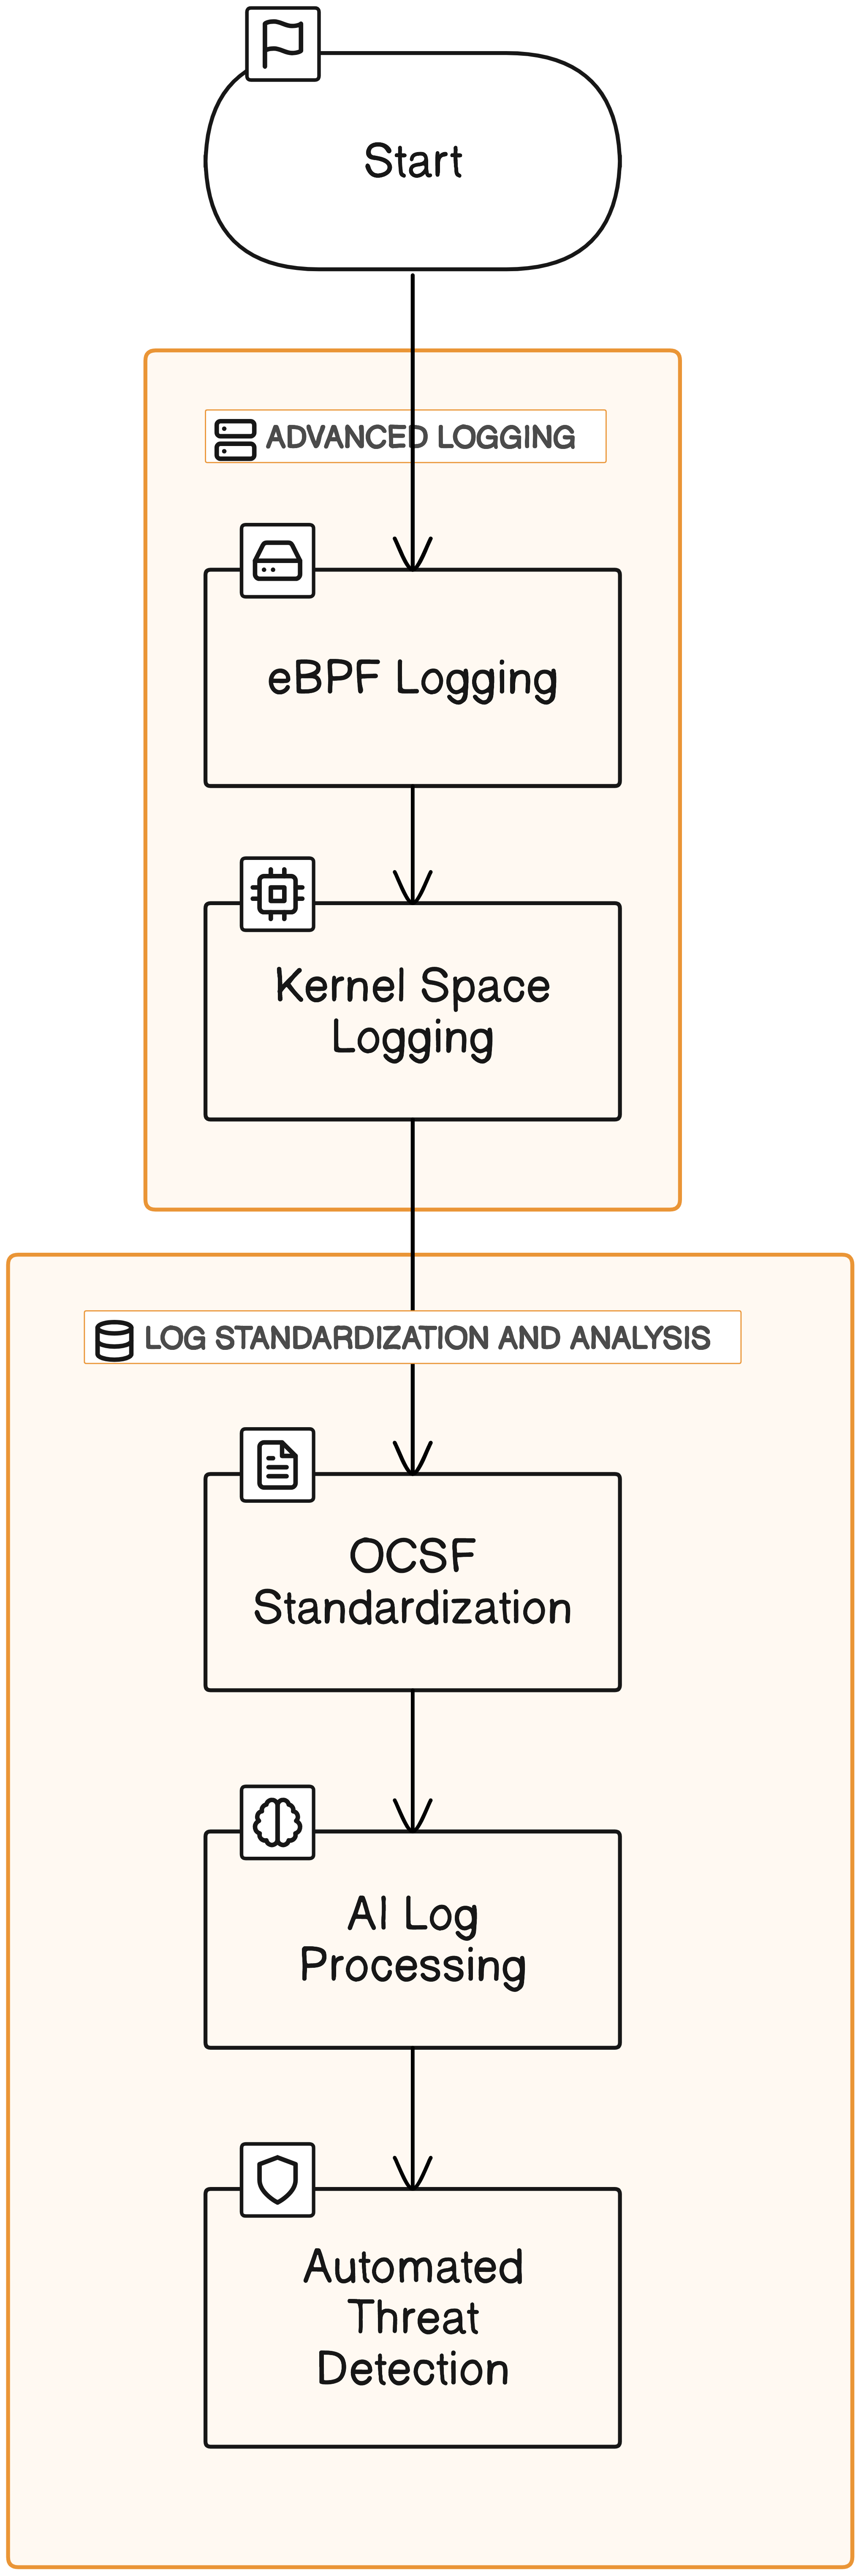 Start
ADVANCED LOGGING
eBPF Logging
Kernel Space
Logging
LOG STANDARDIZATION AND ANALYSIS
OCSF
Standardization
AI Log
Processing
Automated
Threat
Detection